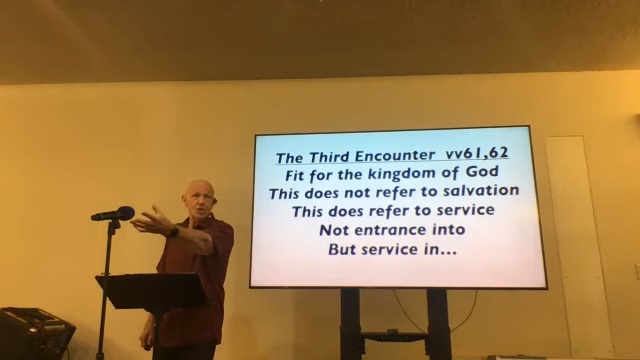 The Third Encounter vv61,62
Fit for the kingdom of God
This does not refer to salvation
This does refer to service
Not entrance into
But service in...